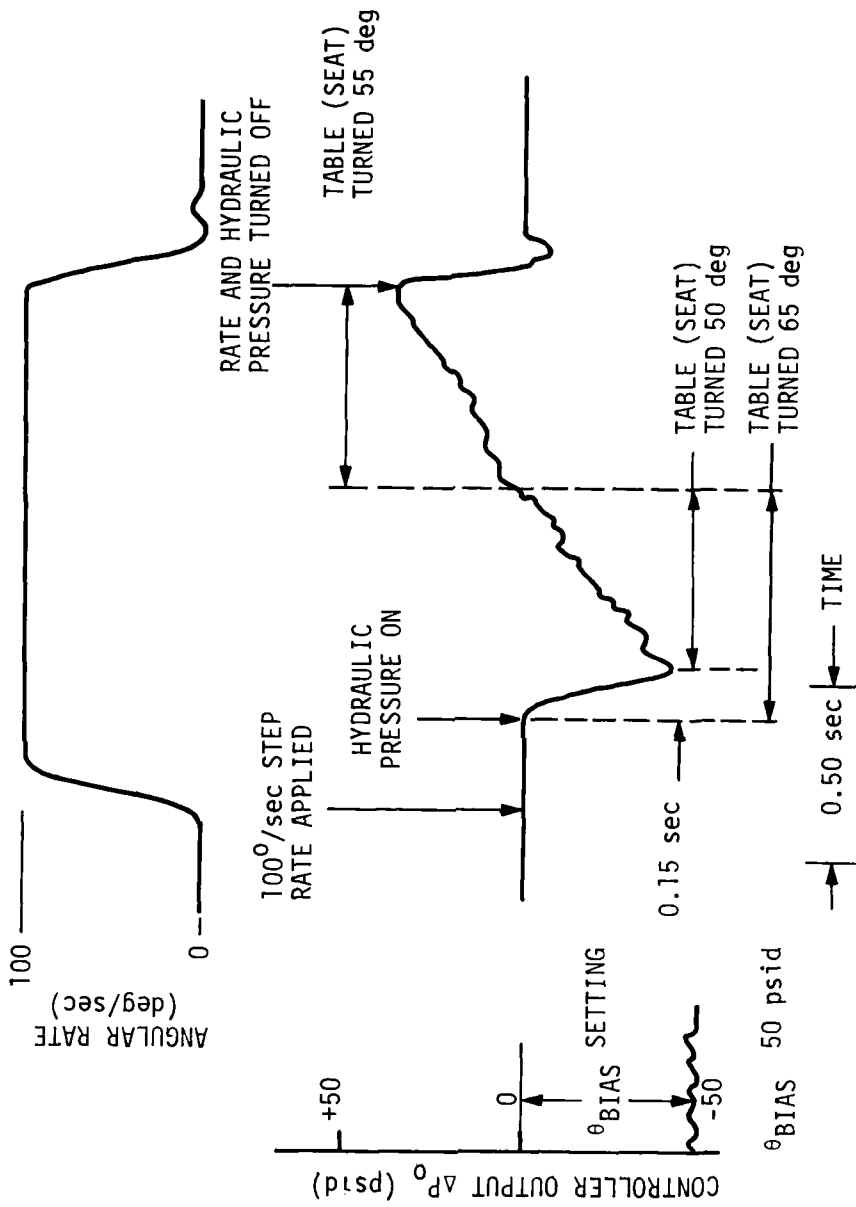 100
0
ANGULAR RATE
(deg/sec)
RATE AND HYDRAULIC
PRESSURE TURNED OFF
TABLE (SEAT)
TURNED 55 deg
100°/sec STEP
RATE APPLIED
HYDRAULIC
PRESSURE ON
+50
0
-50
CONTROLLER OUTPUT ΔPo (psid)
θBIAS SETTING
θBIAS 50 psid
0.15 sec
TABLE (SEAT)
TURNED 50 deg
TABLE (SEAT)
TURNED 65 deg
0.50 sec
TIME